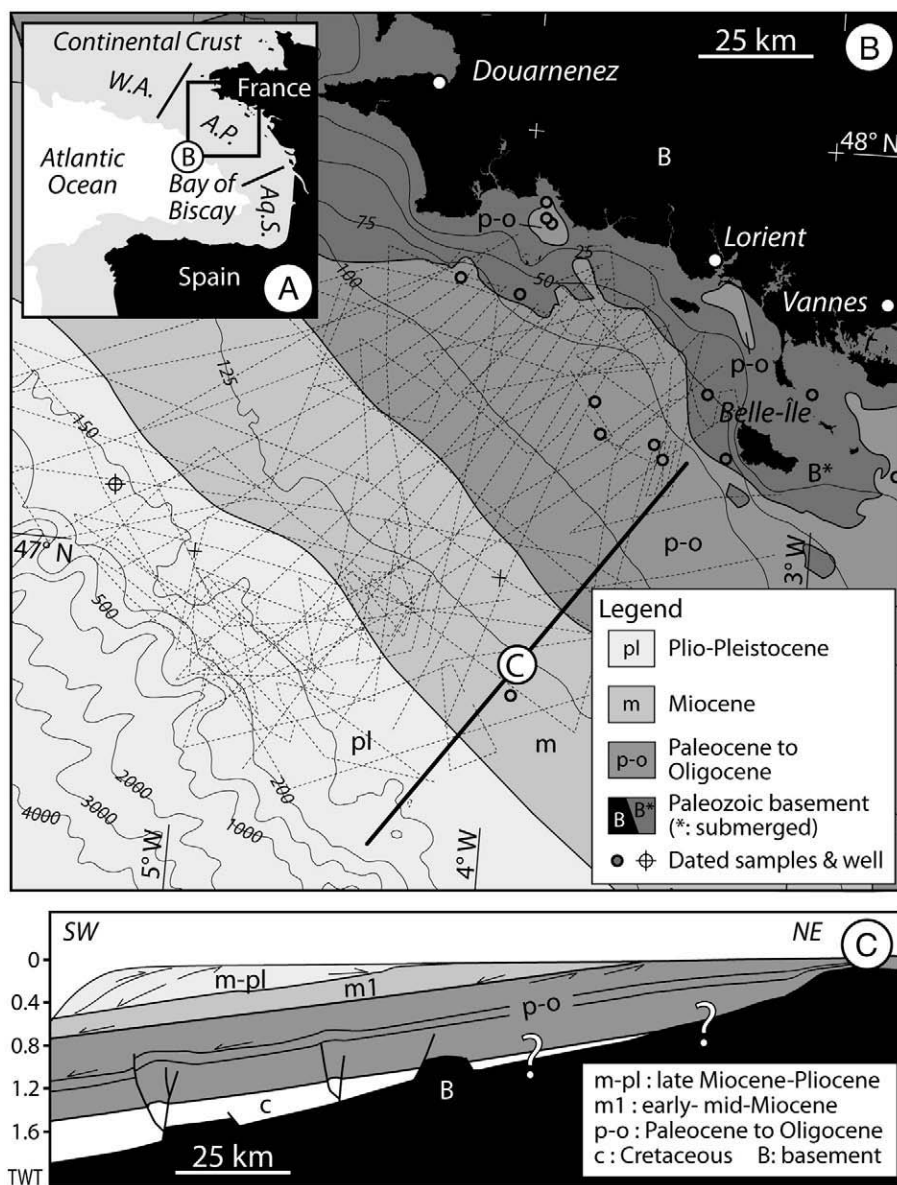 Continental Crust
W.A.
France
A.P.
B
Atlantic
Ocean
Bay of
Biscay
Aq.S.
Spain
A
25 km
B
Douarnenez
48° N
B
p-o
Lorient
75
25
50
100
Vannes
p-o
125
Belle-Île
150
B*
47° N
p-o
3° W
500
C
pl
m
200
2000
1000
3000
4000
5° W
4° W
Legend
pl Plio-Pleistocene
m Miocene
p-o Paleocene to
Oligocene
B B* Paleozoic basement
(*: submerged)
Dated samples & well
SW
NE
C
0
m-pl
m1
0.4
p-o
0.8
?
?
1.2
B
c
1.6
25 km
TWT
m-pl : late Miocene-Pliocene
m1 : early- mid-Miocene
p-o : Paleocene to Oligocene
c : Cretaceous B: basement